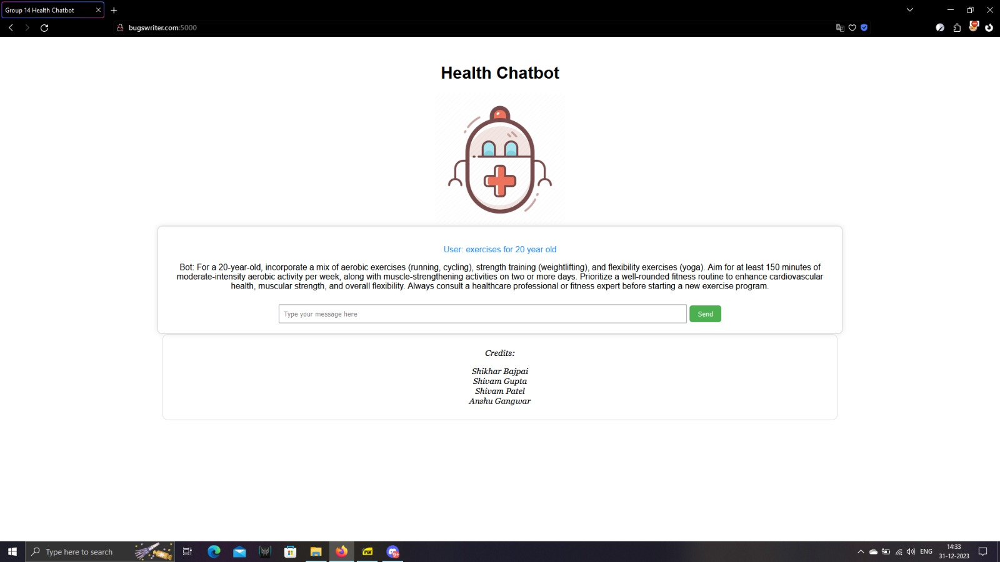 Group 14 Health Chatbot
bugswriter.com:5000
Health Chatbot
User: exercises for 20 year old
Bot: For a 20-year-old, incorporate a mix of aerobic exercises (running, cycling), strength training (weightlifting), and flexibility exercises (yoga). Aim for at least 150 minutes of
moderate-intensity aerobic activity per week, along with muscle-strengthening activities on two or more days. Prioritize a well-rounded fitness routine to enhance cardiovascular
health, muscular strength, and overall flexibility. Always consult a healthcare professional or fitness expert before starting a new exercise program.
Type your message here
Send
Credits:
Shikhar Bajpai
Shivam Gupta
Shivam Patel
Anshu Gangwar
Type here to search
9+
ENG
14:33
31-12-2023